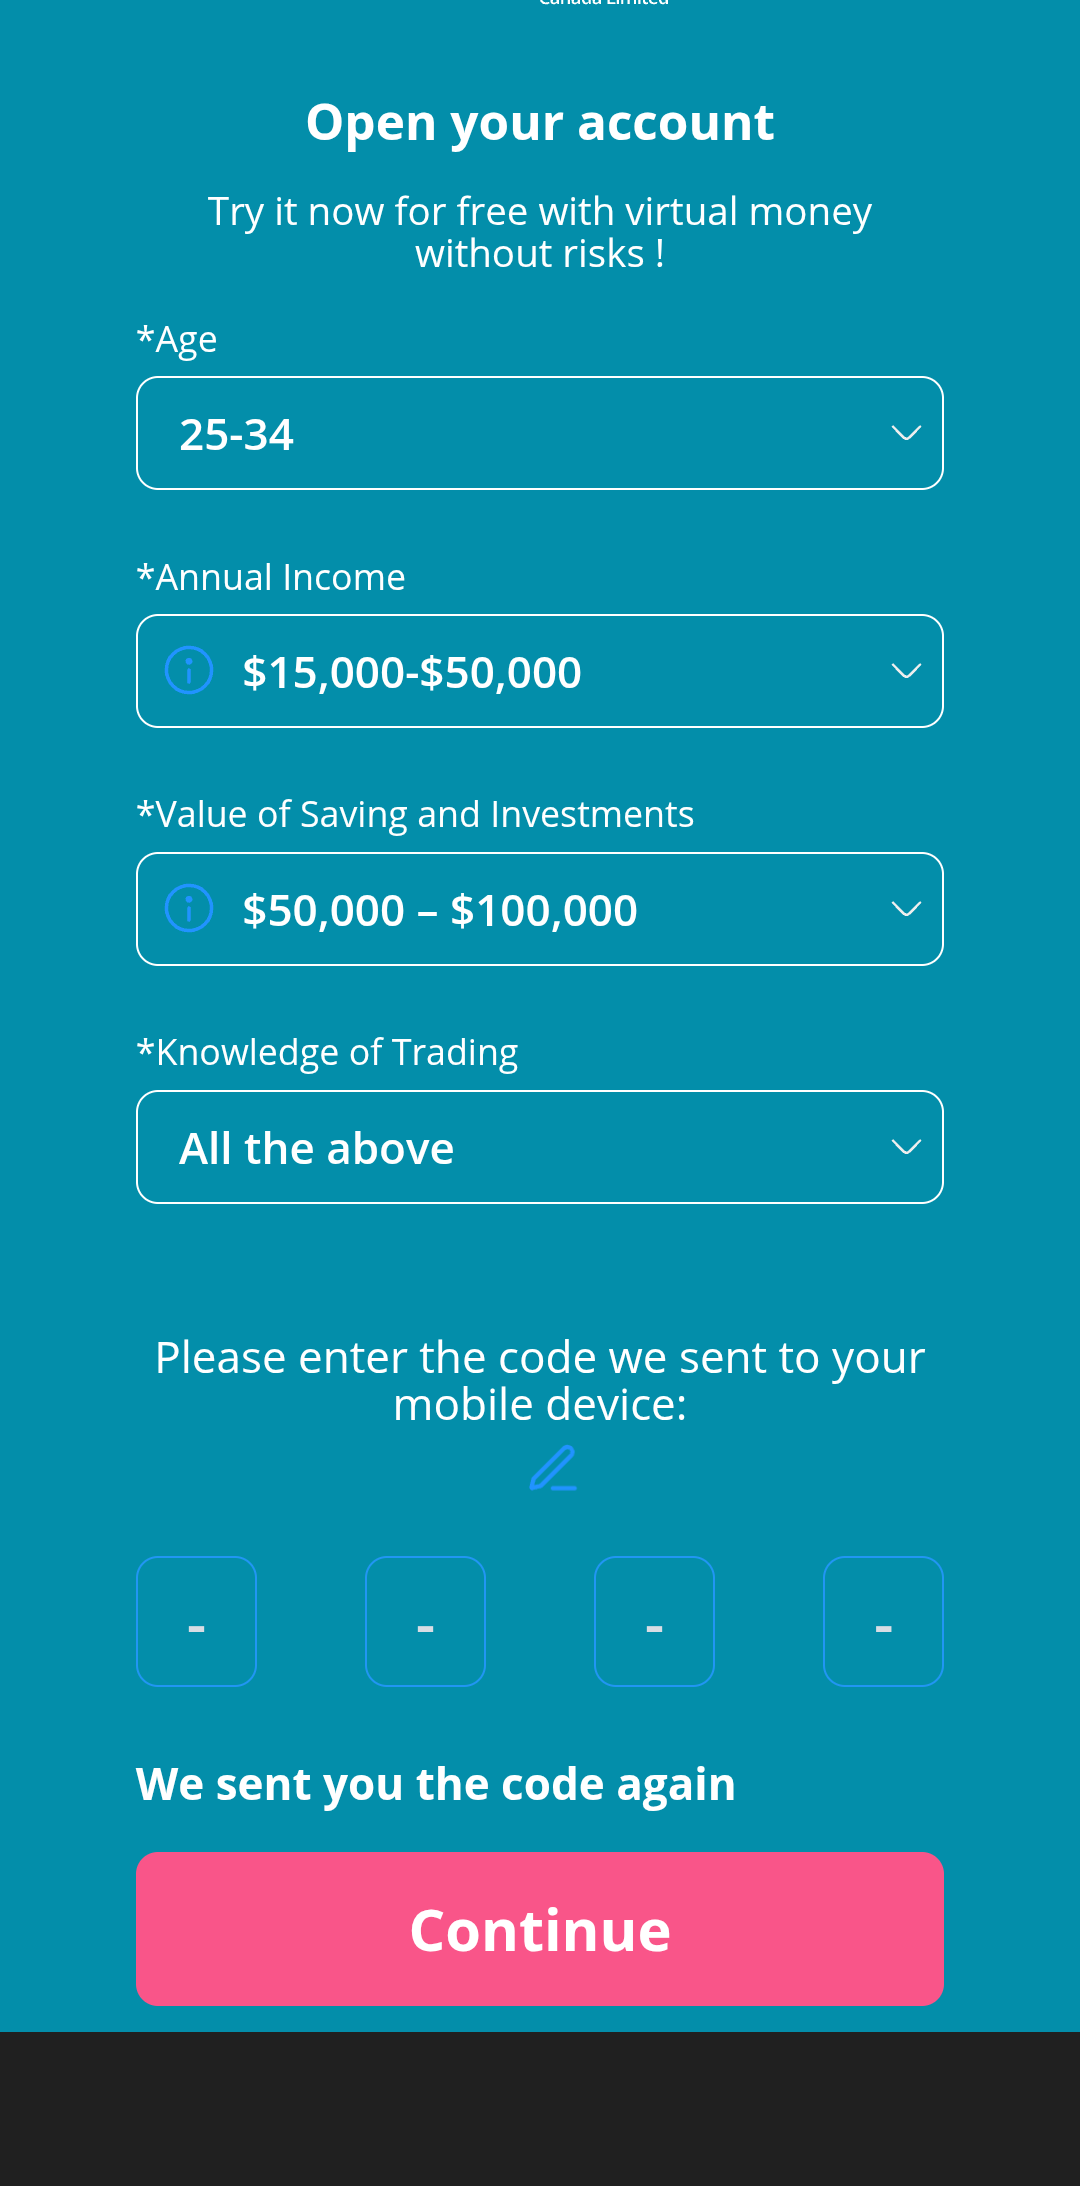 Canada Limited
Open your account
Try it now for free with virtual money
without risks !
*Age
25-34
*Annual Income
$15,000-$50,000
*Value of Saving and Investments
$50,000 – $100,000
*Knowledge of Trading
All the above
Please enter the code we sent to your
mobile device:
- - - -
We sent you the code again
Continue